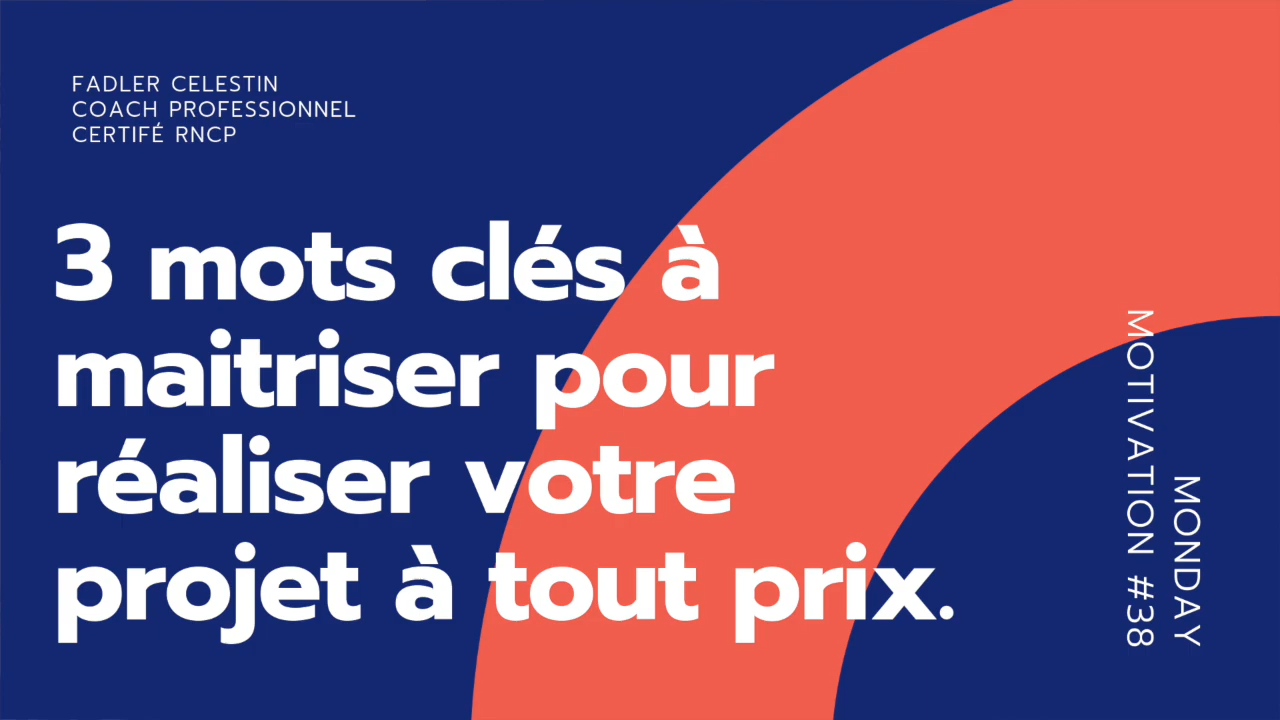 FADLER CELESTIN
COACH PROFESSIONNEL
CERTIFÉ RNCP
3 mots clés à
maitriser pour
réaliser votre
projet à tout prix.
MONDAY
MOTIVATION #38